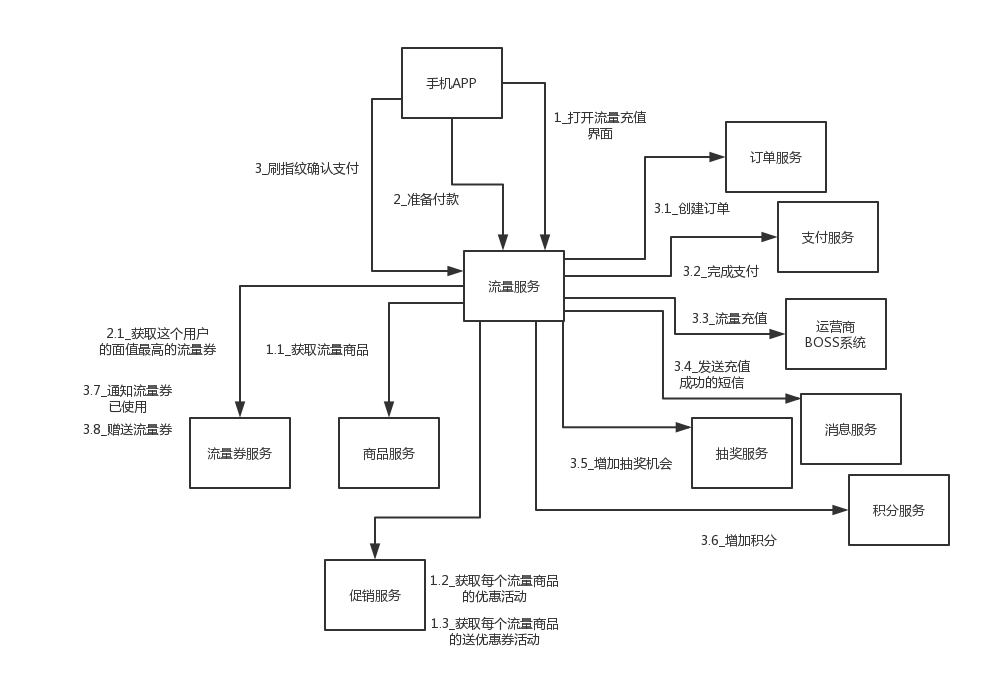 手机APP
1_打开流量充值
界面
订单服务
3_刷指纹确认支付
2_准备付款
3.1_创建订单
支付服务
3.2_完成支付
流量服务
3.3_流量充值
运营商
BOSS系统
2.1_获取这个用户
的面值最高的流量券
1.1_获取流量商品
3.4_发送充值
成功的短信
3.7_通知流量券
已使用
3.8_赠送流量券
流量券服务
商品服务
消息服务
抽奖服务
3.5_增加抽奖机会
积分服务
3.6_增加积分
促销服务
1.2_获取每个流量商品
的优惠活动
1.3_获取每个流量商品
的送优惠券活动